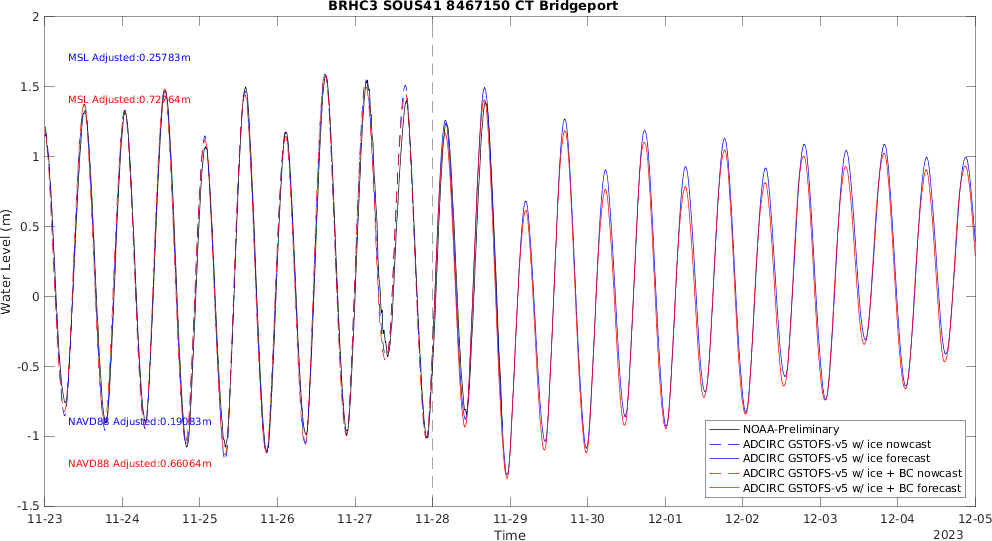 BRHC3 SOUS41 8467150 CT Bridgeport
2
1.5
1
0.5
0
-0.5
-1
-1.5
Water Level (m)
MSL Adjusted:0.25783m
MSL Adjusted:0.72764m
NAVD88 Adjusted:0.19083m
NAVD88 Adjusted:0.66064m
NOAA-Preliminary
ADCIRC GSTOFS-v5 w/ ice nowcast
ADCIRC GSTOFS-v5 w/ ice forecast
ADCIRC GSTOFS-v5 w/ ice + BC nowcast
ADCIRC GSTOFS-v5 w/ ice + BC forecast
11-23 11-24 11-25 11-26 11-27 11-28 11-29 11-30 12-01 12-02 12-03 12-04 12-05
Time
2023